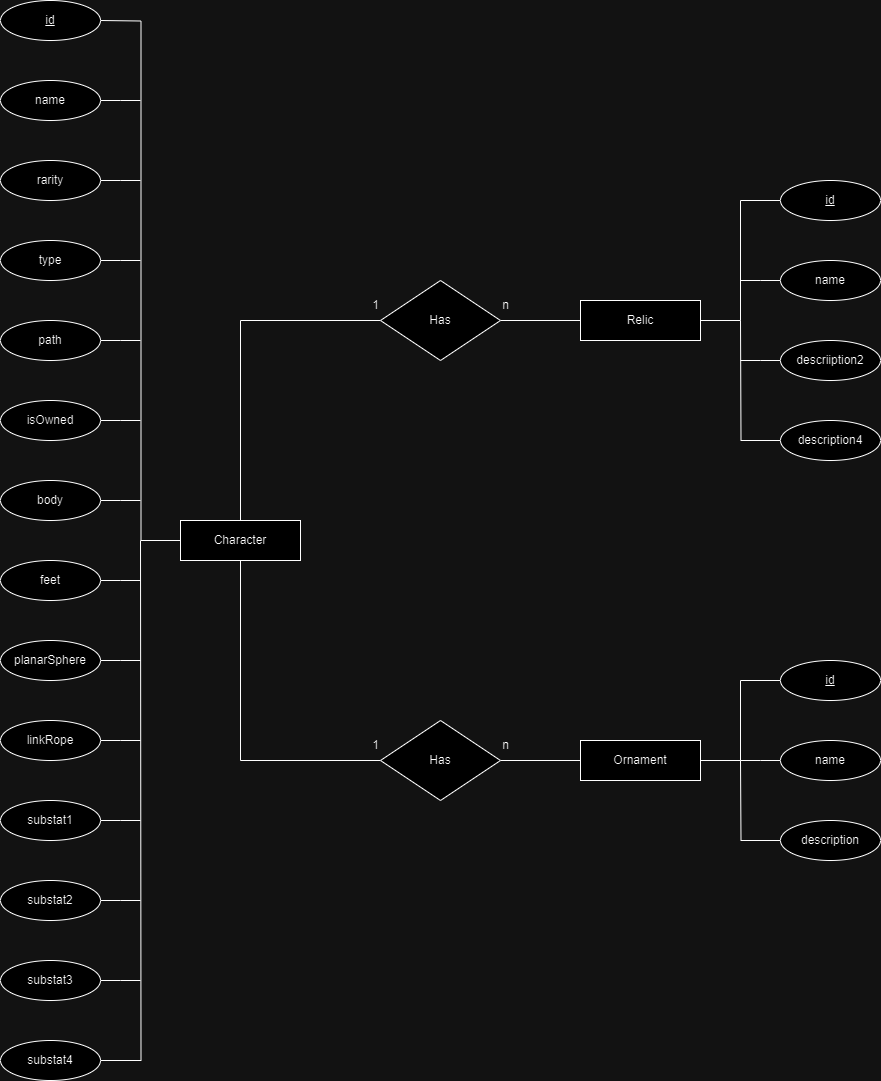 id
name
rarity
type
path
isOwned
body
feet
planarSphere
linkRope
substat1
substat2
substat3
substat4
Character
1
Has
n
Relic
id
name
descriiption2
description4
1
Has
n
Ornament
id
name
description